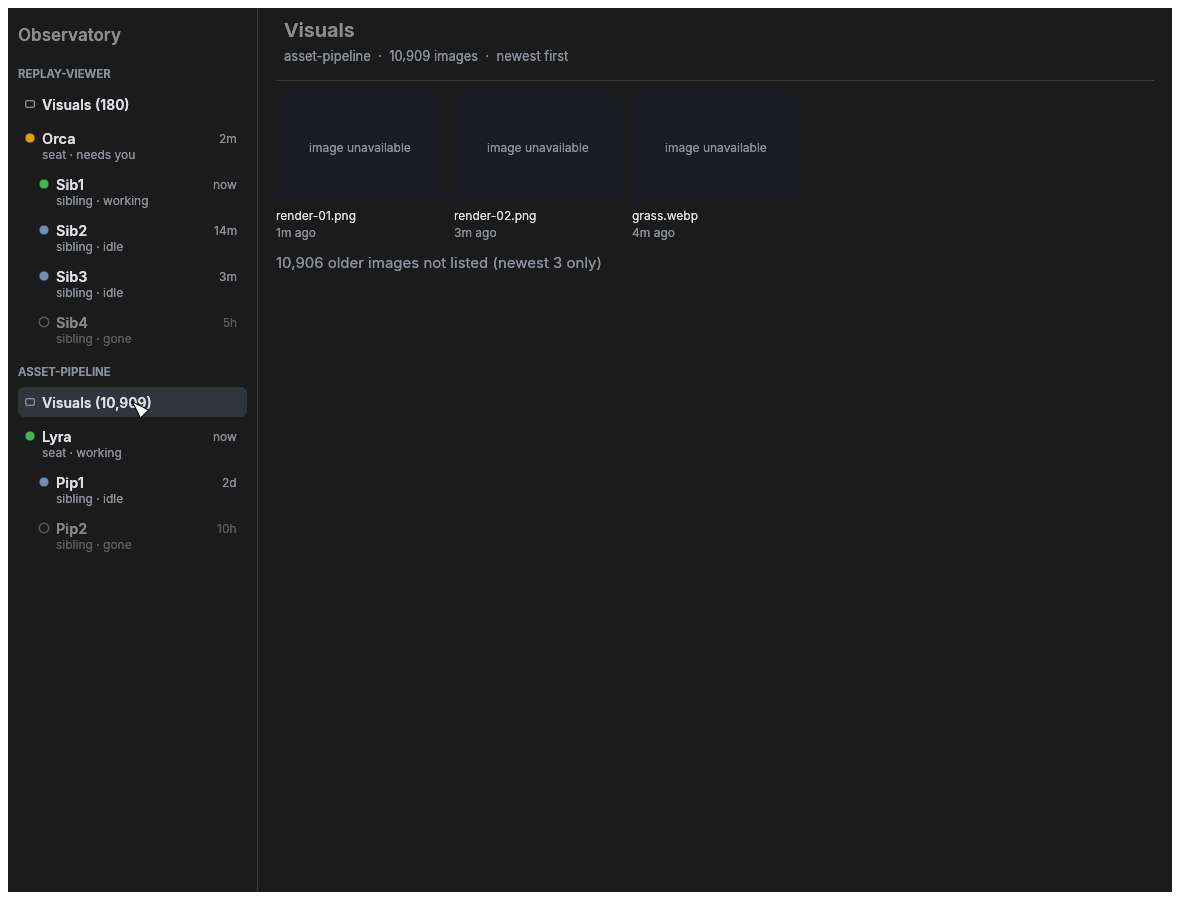 Observatory
REPLAY-VIEWER
Visuals (180)
Orca 2m
seat · needs you
Sib1 now
sibling · working
Sib2 14m
sibling · idle
Sib3 3m
sibling · idle
Sib4 5h
sibling · gone
ASSET-PIPELINE
Visuals (10,909)
Lyra now
seat · working
Pip1 2d
sibling · idle
Pip2 10h
sibling · gone
Visuals
asset-pipeline · 10,909 images · newest first
image unavailable image unavailable image unavailable
render-01.png render-02.png grass.webp
1m ago 3m ago 4m ago
10,906 older images not listed (newest 3 only)